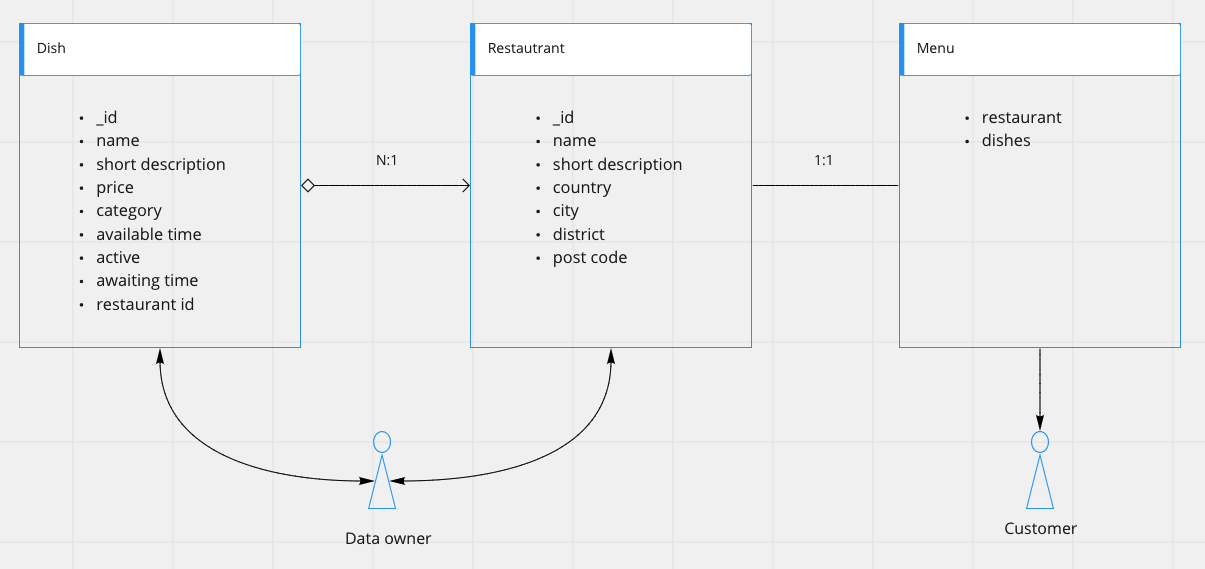 Dish
_id
name
short description
price
category
available time
active
awaiting time
restaurant id
N:1
Restautrant
_id
name
short description
country
city
district
post code
1:1
Menu
restaurant
dishes
Data owner
Customer